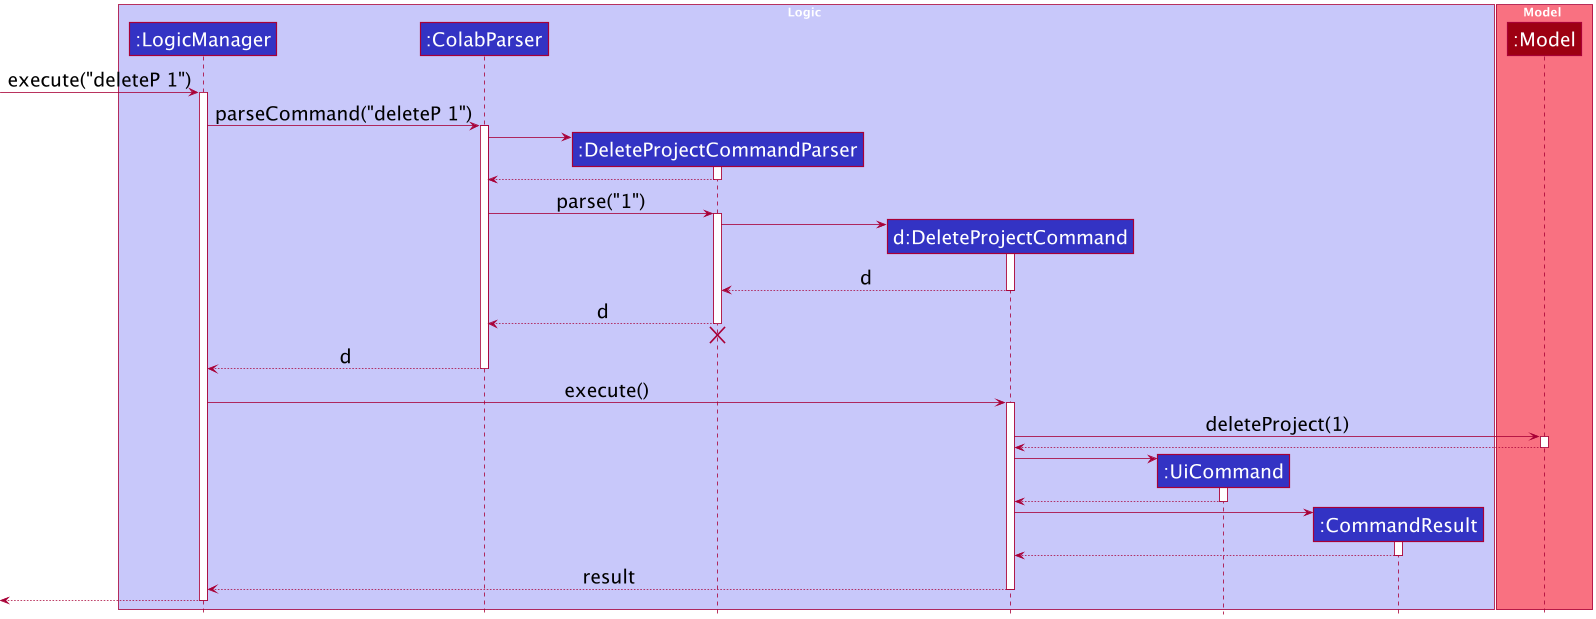 Logic
Model
:LogicManager
:ColabParser
:Model
execute("deleteP 1")
parseCommand("deleteP 1")
:DeleteProjectCommandParser
parse("1")
d:DeleteProjectCommand
d
d
d
execute()
deleteProject(1)
:UiCommand
:CommandResult
result